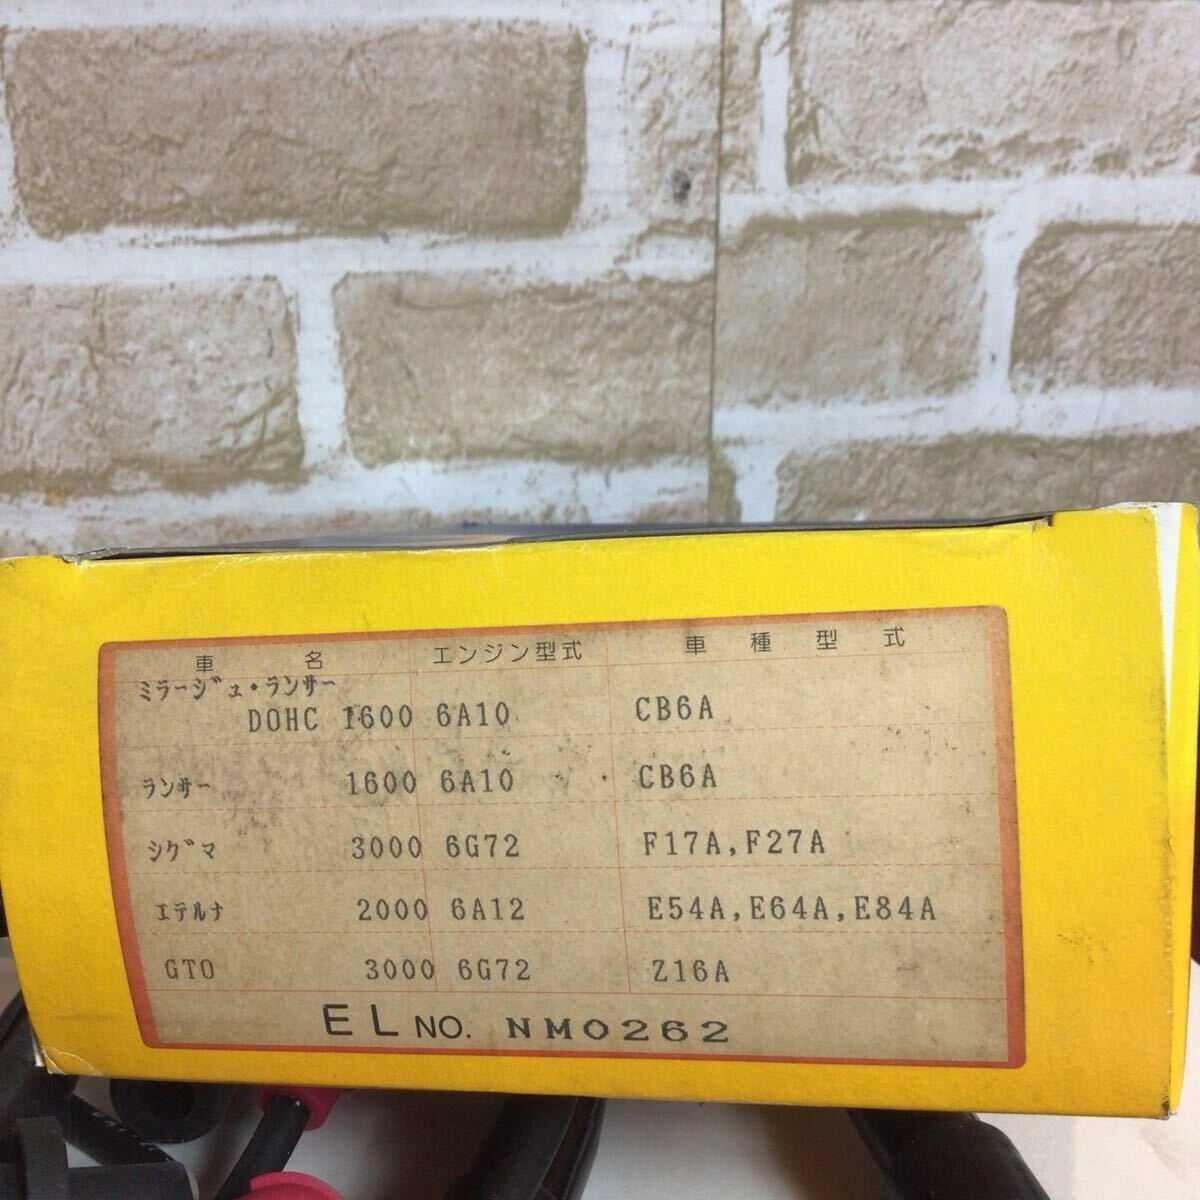 車名 エンジン型式 車種型式
ミラージュ・ランサー
DOHC 1600 6A10 CB6A
ランサー 1600 6A10 CB6A
シグマ 3000 6G72 F17A,F27A
エテルナ 2000 6A12 E54A,E64A,E84A
GTO 3000 6G72 Z16A
EL NO. NM0262